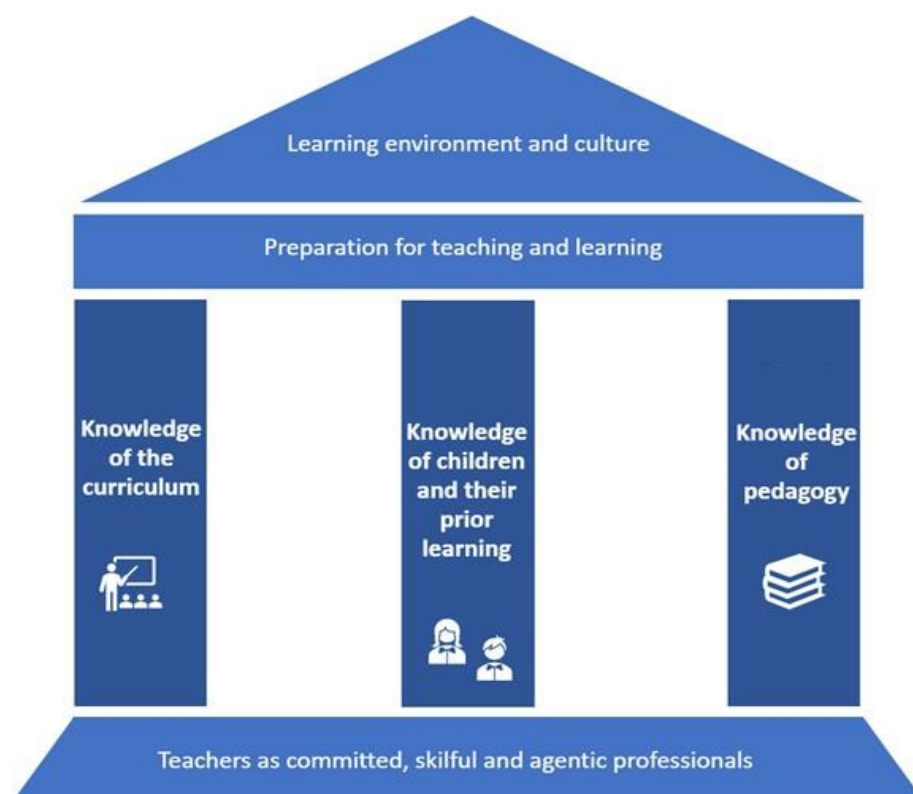 Learning environment and culture
Preparation for teaching and learning
Knowledge
of the
curriculum
Knowledge
of children
and their
prior
learning
Knowledge
of
pedagogy
Teachers as committed, skilful and agentic professionals